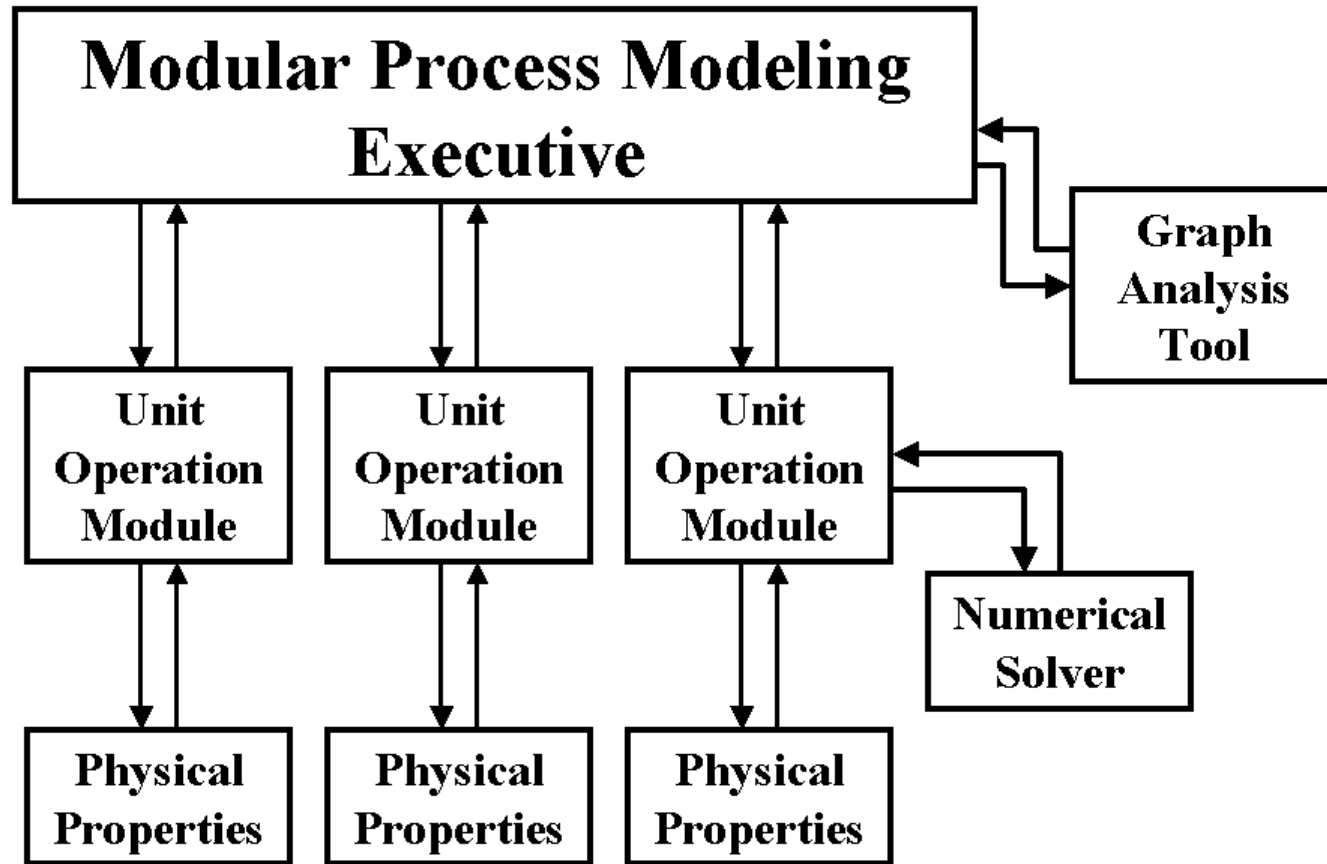 Modular Process Modeling
Executive
Graph
Analysis
Tool
Unit
Operation
Module
Unit
Operation
Module
Unit
Operation
Module
Numerical
Solver
Physical
Properties
Physical
Properties
Physical
Properties